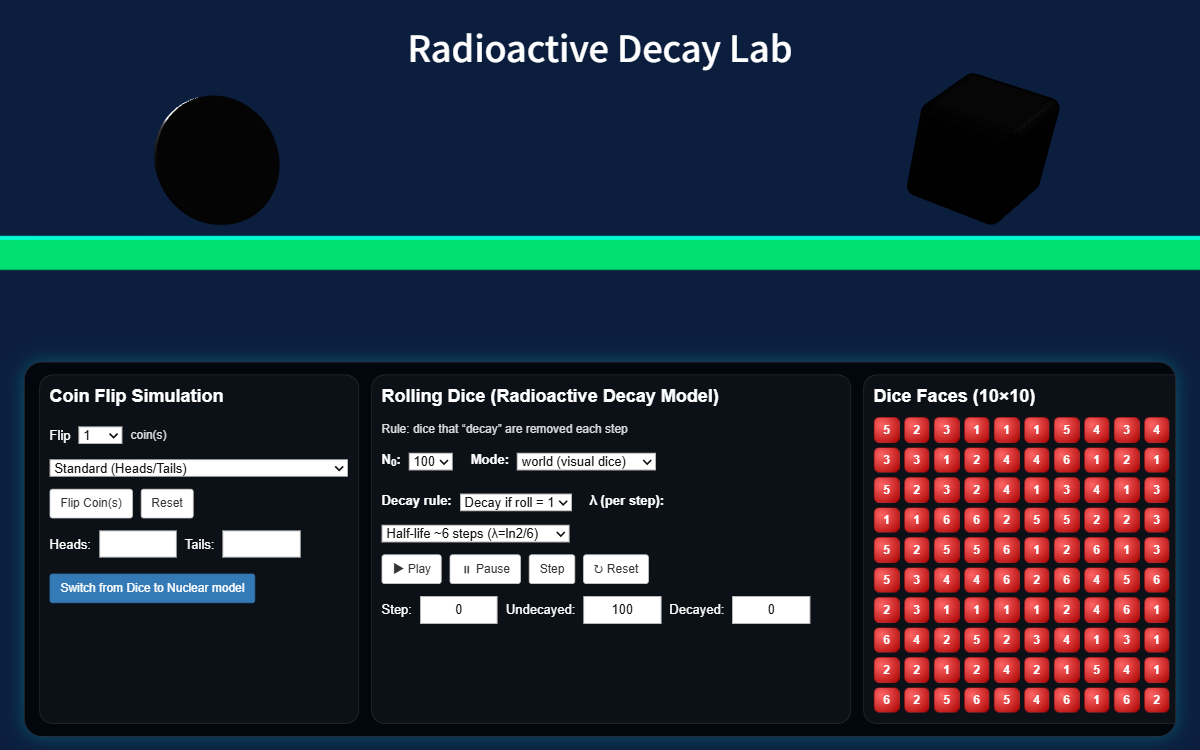 Radioactive Decay Lab
Coin Flip Simulation
Flip 1 coin(s)
Standard (Heads/Tails)
Flip Coin(s) Reset
Heads: Tails:
Switch from Dice to Nuclear model
Rolling Dice (Radioactive Decay Model)
Rule: dice that “decay” are removed each step
N₀: 100 Mode: world (visual dice)
Decay rule: Decay if roll = 1 λ (per step):
Half-life ~6 steps (λ=ln2/6)
▶ Play ⏸ Pause Step ↻ Reset
Step: 0 Undecayed: 100 Decayed: 0
Dice Faces (10×10)
5 2 3 1 1 1 5 4 3 4
3 3 1 2 4 4 6 1 2 1
5 2 3 2 4 1 3 4 1 3
1 1 6 6 2 5 5 2 2 3
5 2 5 5 6 1 2 6 1 3
5 3 4 4 6 2 6 4 5 6
2 3 1 1 1 1 2 4 6 1
6 4 2 5 2 3 4 1 3 1
2 2 1 2 4 2 1 5 4 1
6 2 5 6 5 4 6 1 6 2